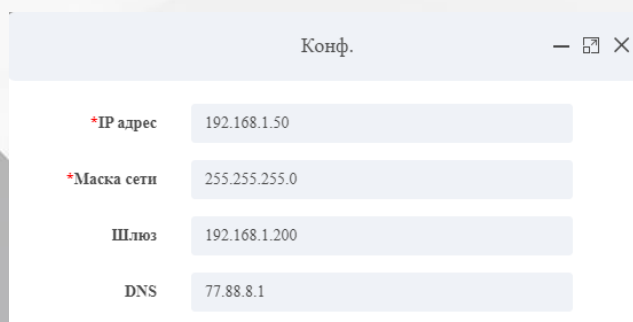 Конф.
*IP адрес 192.168.1.50
*Маска сети 255.255.255.0
Шлюз 192.168.1.200
DNS 77.88.8.1